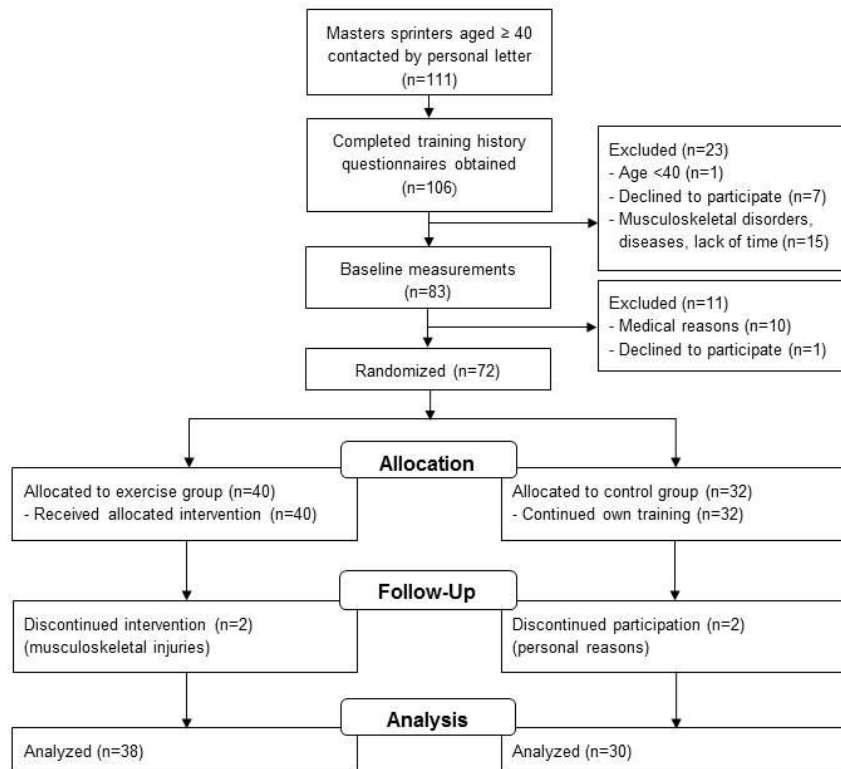 Masters sprinters aged ≥ 40
contacted by personal letter
(n=111)
Completed training history
questionnaires obtained
(n=106)
Excluded (n=23)
- Age <40 (n=1)
- Declined to participate (n=7)
- Musculoskeletal disorders,
diseases, lack of time (n=15)
Baseline measurements
(n=83)
Excluded (n=11)
- Medical reasons (n=10)
- Declined to participate (n=1)
Randomized (n=72)
Allocation
Allocated to exercise group (n=40)
- Received allocated intervention (n=40)
Allocated to control group (n=32)
- Continued own training (n=32)
Follow-Up
Discontinued intervention (n=2)
(musculoskeletal injuries)
Discontinued participation (n=2)
(personal reasons)
Analysis
Analyzed (n=38)
Analyzed (n=30)